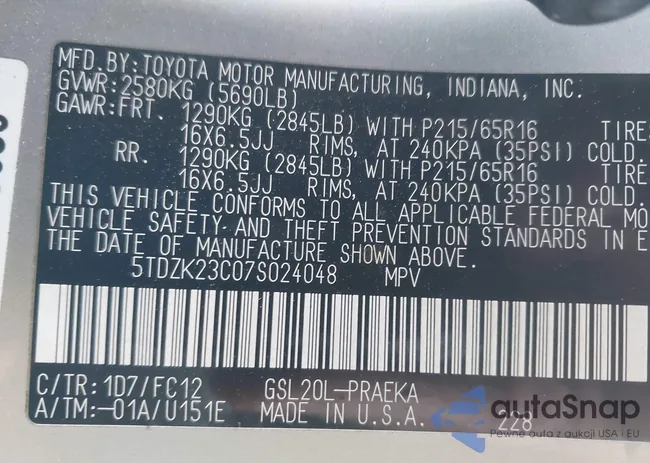 MFD.BY:TOYOTA MOTOR MANUFACTURING, INDIANA, INC.
GVWR:2580KG (5690LB)
GAWR:FRT. 1290KG (2845LB) WITH P215/65R16 TIRE
16X6.5JJ RIMS, AT 240KPA (35PSI) COLD.
RR. 1290KG (2845LB) WITH P215/65R16 TIRE
16X6.5JJ RIMS, AT 240KPA (35PSI) COLD.
THIS VEHICLE CONFORMS TO ALL APPLICABLE FEDERAL MO
VEHICLE SAFETY AND THEFT PREVENTION STANDARDS IN E
THE DATE OF MANUFACTURE SHOWN ABOVE.
5TDZK23C07S024048 MPV
C/TR:1D7/FC12 GSL20L-PRAEKA
A/TM:-01A/U151E MADE IN U.S.A. 228
autoSnap
Pewne auta z aukcji USA i EU